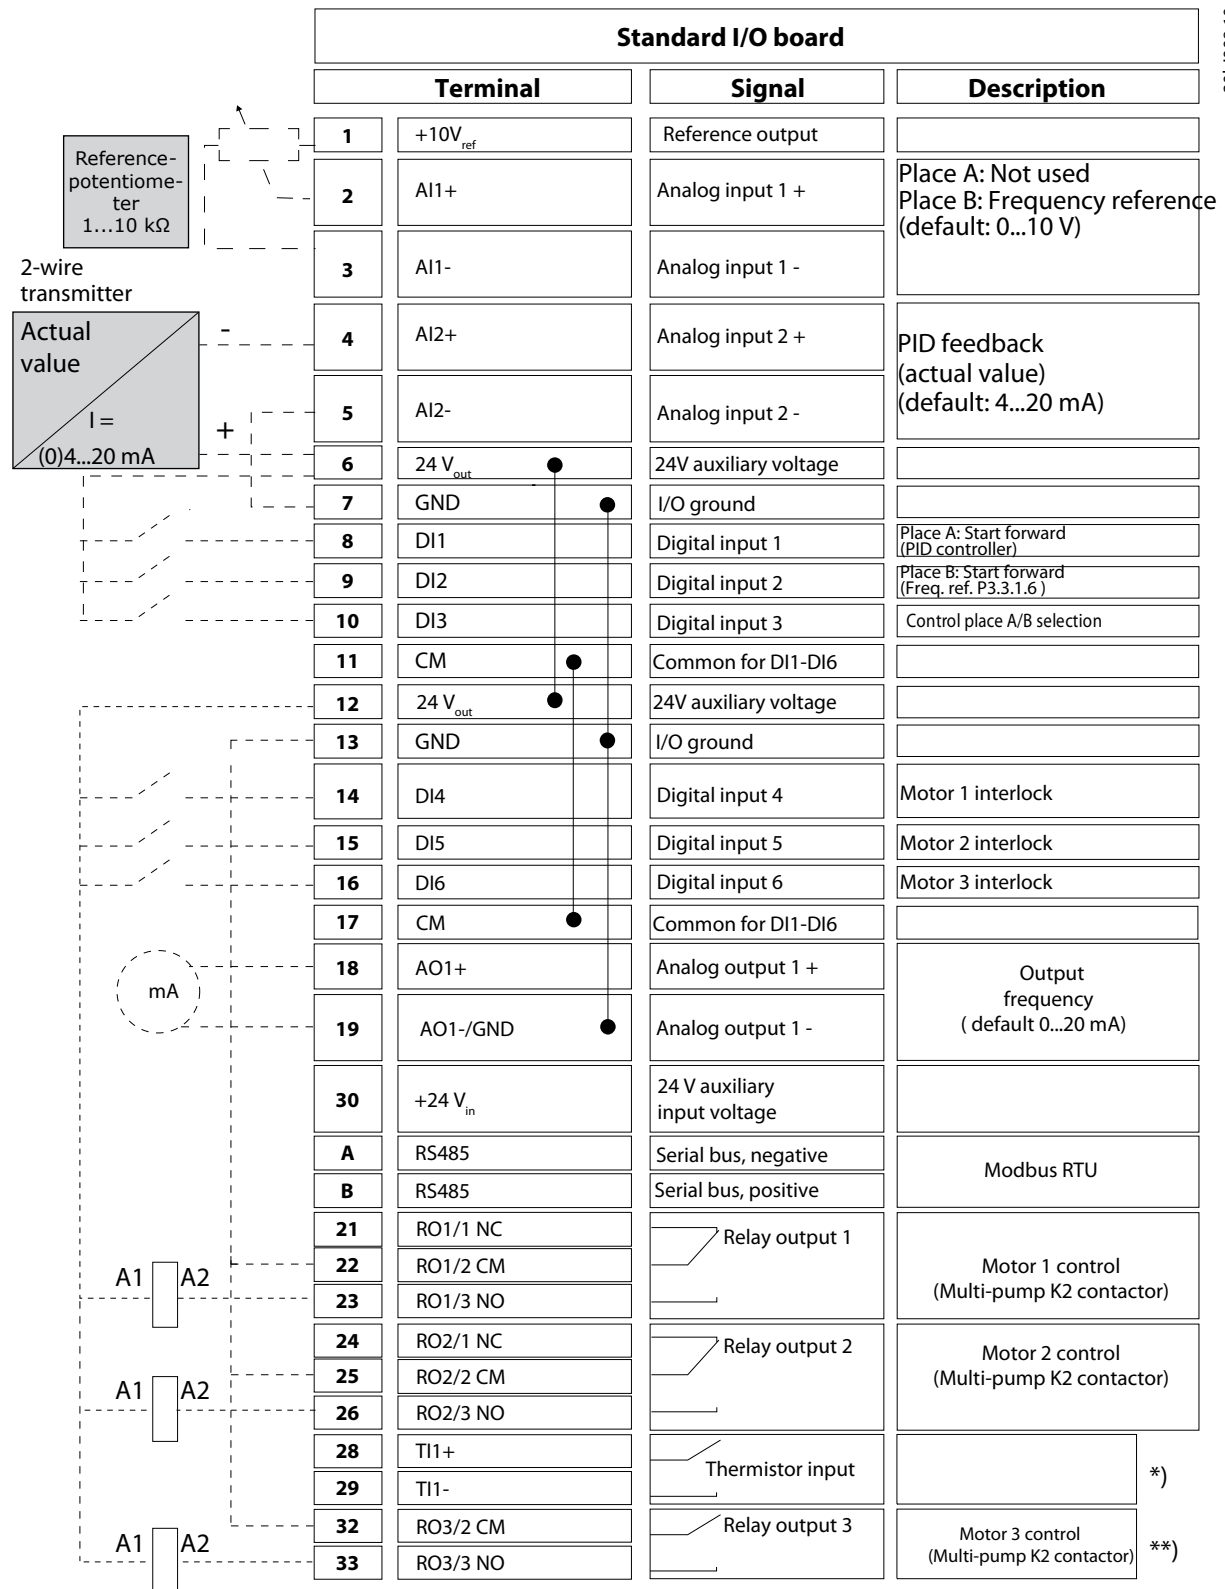 Standard I/O board
Terminal Signal Description
1 +10Vref Reference output
Reference-
potentiome-
ter
1...10 kΩ
2 AI1+ Analog input 1 +
Place A: Not used
Place B: Frequency reference
(default: 0...10 V)
3 AI1- Analog input 1 -
2-wire
transmitter
Actual
value
I =
(0)4...20 mA
-
+
4 AI2+ Analog input 2 +
PID feedback
(actual value)
(default: 4...20 mA)
5 AI2- Analog input 2 -
6 24 Vout 24V auxiliary voltage
7 GND I/O ground
8 DI1 Digital input 1
Place A: Start forward
(PID controller)
9 DI2 Digital input 2
Place B: Start forward
(Freq. ref. P3.3.1.6 )
10 DI3 Digital input 3 Control place A/B selection
11 CM Common for DI1-DI6
12 24 Vout 24V auxiliary voltage
13 GND I/O ground
14 DI4 Digital input 4 Motor 1 interlock
15 DI5 Digital input 5 Motor 2 interlock
16 DI6 Digital input 6 Motor 3 interlock
17 CM Common for DI1-DI6
mA
18 AO1+ Analog output 1 +
Output
frequency
( default 0...20 mA)
19 AO1-/GND Analog output 1 -
30 +24 Vin
24 V auxiliary
input voltage
A RS485 Serial bus, negative
Modbus RTU
B RS485 Serial bus, positive
21 RO1/1 NC
Relay output 1
22 RO1/2 CM
A1 A2
Motor 1 control
(Multi-pump K2 contactor)
23 RO1/3 NO
24 RO2/1 NC
Relay output 2
25 RO2/2 CM
A1 A2
Motor 2 control
(Multi-pump K2 contactor)
26 RO2/3 NO
28 TI1+
Thermistor input
*)
29 TI1-
32 RO3/2 CM
Relay output 3
A1 A2
Motor 3 control
(Multi-pump K2 contactor)
**)
33 RO3/3 NO